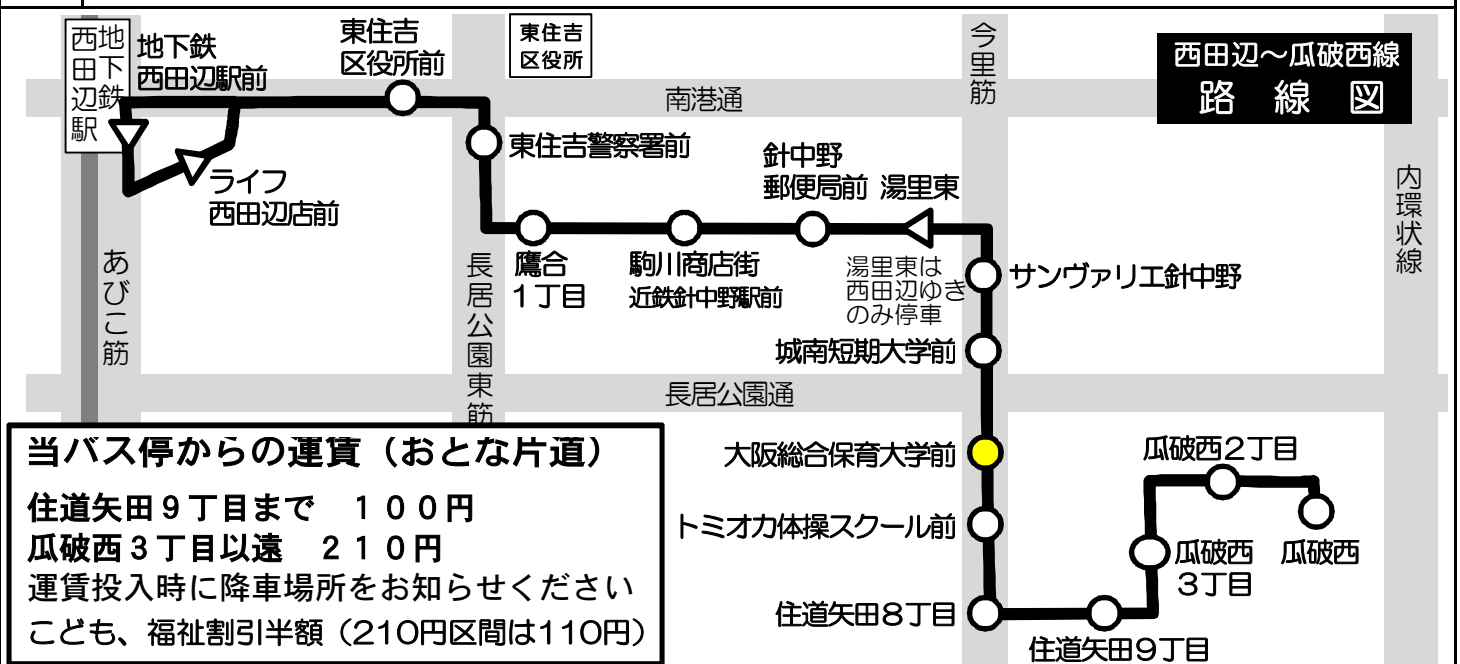 西田辺～瓜破西線
路線図
地下鉄
西田辺駅
地下鉄
西田辺駅前
東住吉
区役所前
東住吉
区役所
今里筋
南港通
内環状線
東住吉警察署前
ライフ
西田辺店前
針中野
郵便局前
湯里東
あびこ筋
長居公園東筋
鷹合
1丁目
駒川商店街
近鉄針中野駅前
湯里東は
西田辺ゆき
のみ停車
サンヴァリエ針中野
城南短期大学前
長居公園通
大阪総合保育大学前
トミオカ体操スクール前
住道矢田8丁目
住道矢田9丁目
瓜破西
3丁目
瓜破西2丁目
瓜破西
当バス停からの運賃（おとな片道）
住道矢田９丁目まで　１００円
瓜破西３丁目以遠　２１０円
運賃投入時に降車場所をお知らせください
こども、福祉割引半額（210円区間は110円）